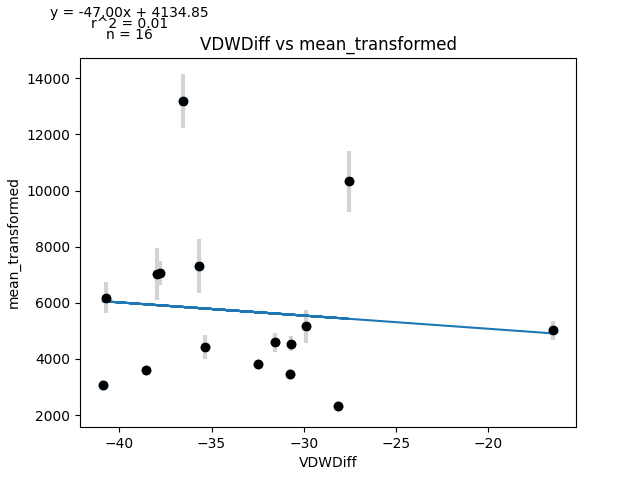 y = -47.00x + 4134.85
r^2 = 0.01
n = 16
VDWDiff vs mean_transformed
14000
12000
10000
8000
6000
4000
2000
mean_transformed
−40
−35
−30
−25
−20
VDWDiff